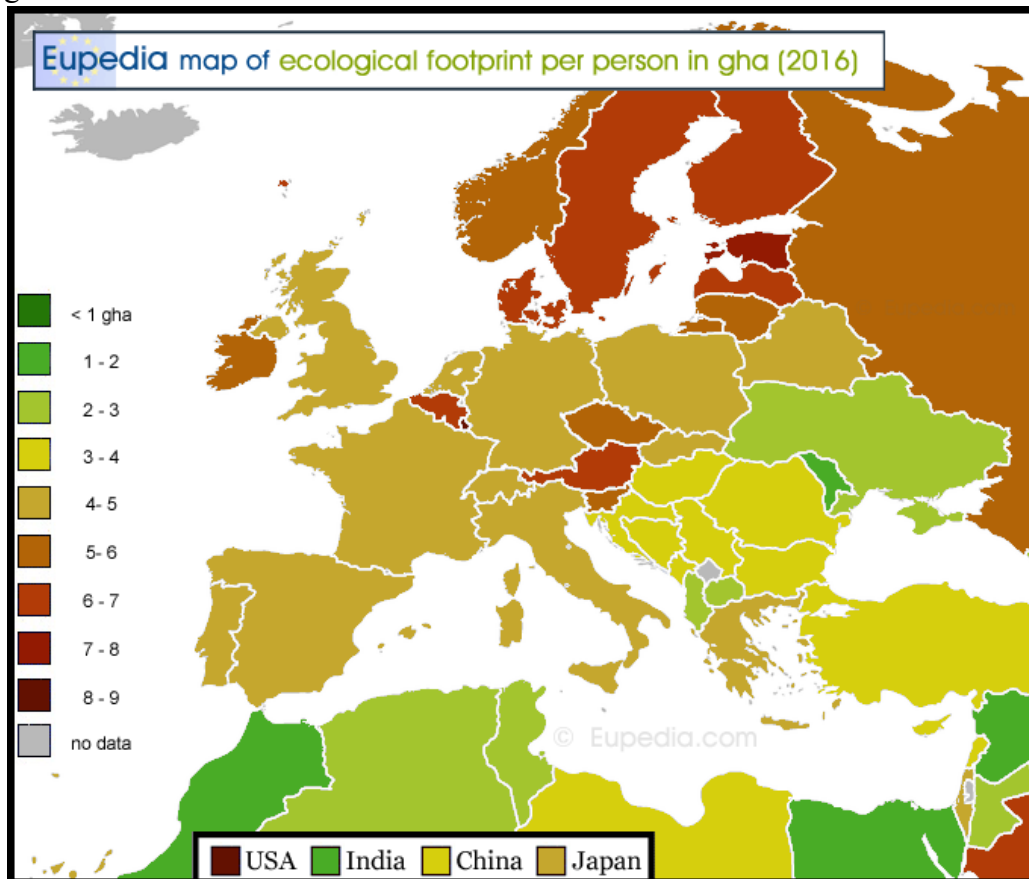 Eupedia map of ecological footprint per person in gha (2016)
< 1 gha
1 - 2
2 - 3
3 - 4
4- 5
5- 6
6 - 7
7 - 8
8 - 9
no data
© Eupedia.com
USA India China Japan